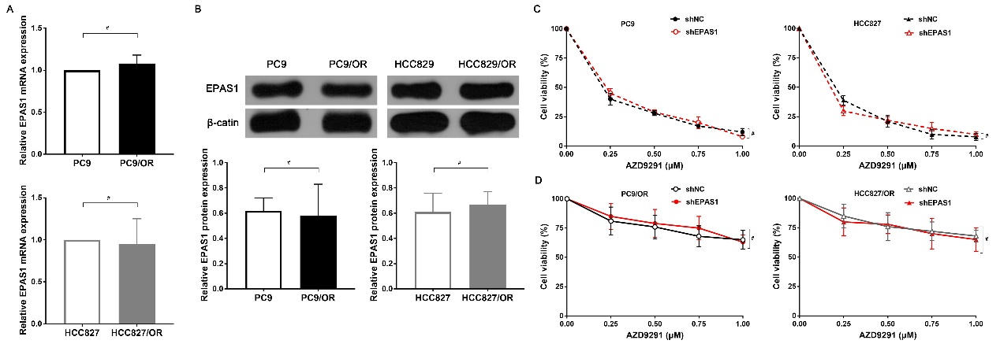 A
Relative EPAS1 mRNA expression
1.5
1.0
0.5
0.0
#
PC9
PC9/OR
Relative EPAS1 mRNA expression
1.5
1.0
0.5
0.0
#
HCC827
HCC827/OR
B
PC9
PC9/OR
HCC829
HCC829/OR
EPAS1
β-catin
Relative EPAS1 protein expression
0.8
0.6
0.4
0.2
0.0
#
PC9
PC9/OR
Relative EPAS1 protein expression
0.8
0.6
0.4
0.2
0.0
#
HCC827
HCC827/OR
C
PC9
shNC
shEPAS1
Cell viability (%)
100
75
50
25
0
#
0.00
0.25
0.50
0.75
1.00
AZD9291 (μM)
HCC827
shNC
shEPAS1
Cell viability (%)
100
75
50
25
0
#
0.00
0.25
0.50
0.75
1.00
AZD9291 (μM)
D
PC9/OR
shNC
shEPAS1
Cell viability (%)
100
75
50
25
0
#
0.00
0.25
0.50
0.75
1.00
AZD9291 (μM)
HCC827/OR
shNC
shEPAS1
Cell viability (%)
100
75
50
25
0
#
0.00
0.25
0.50
0.75
1.00
AZD9291 (μM)